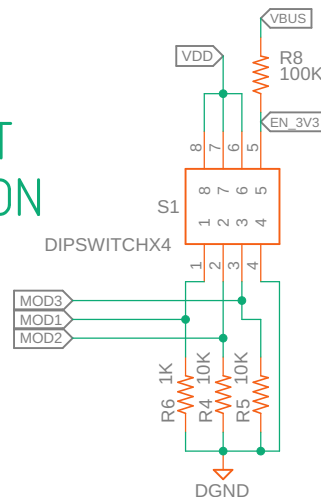 VBUS
R8
100K
VDD
EN_3V3
T
ON
8 7 6 5
8 7 6 5
S1
1 2 3 4
DIPSWITCHX4
1 2 3 4
MOD3
MOD1
MOD2
1K 10K 10K
R6 R4 R5
DGND